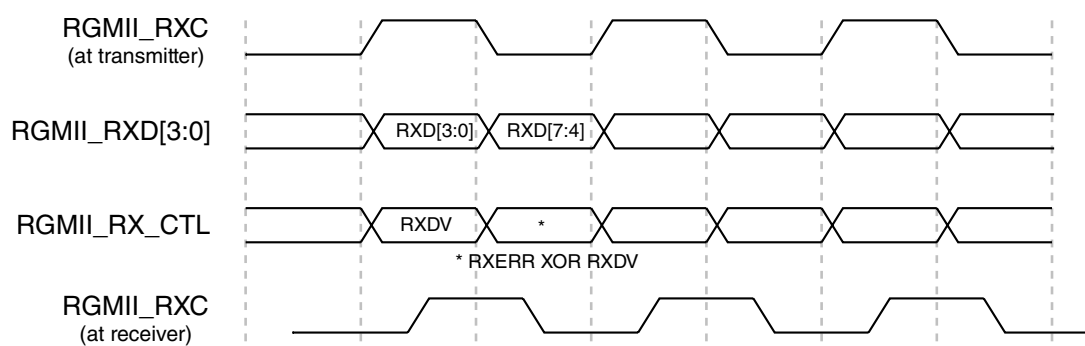 RGMII_RXC
(at transmitter)
RGMII_RXD[3:0]
RXD[3:0]
RXD[7:4]
RGMII_RX_CTL
RXDV
*
* RXERR XOR RXDV
RGMII_RXC
(at receiver)